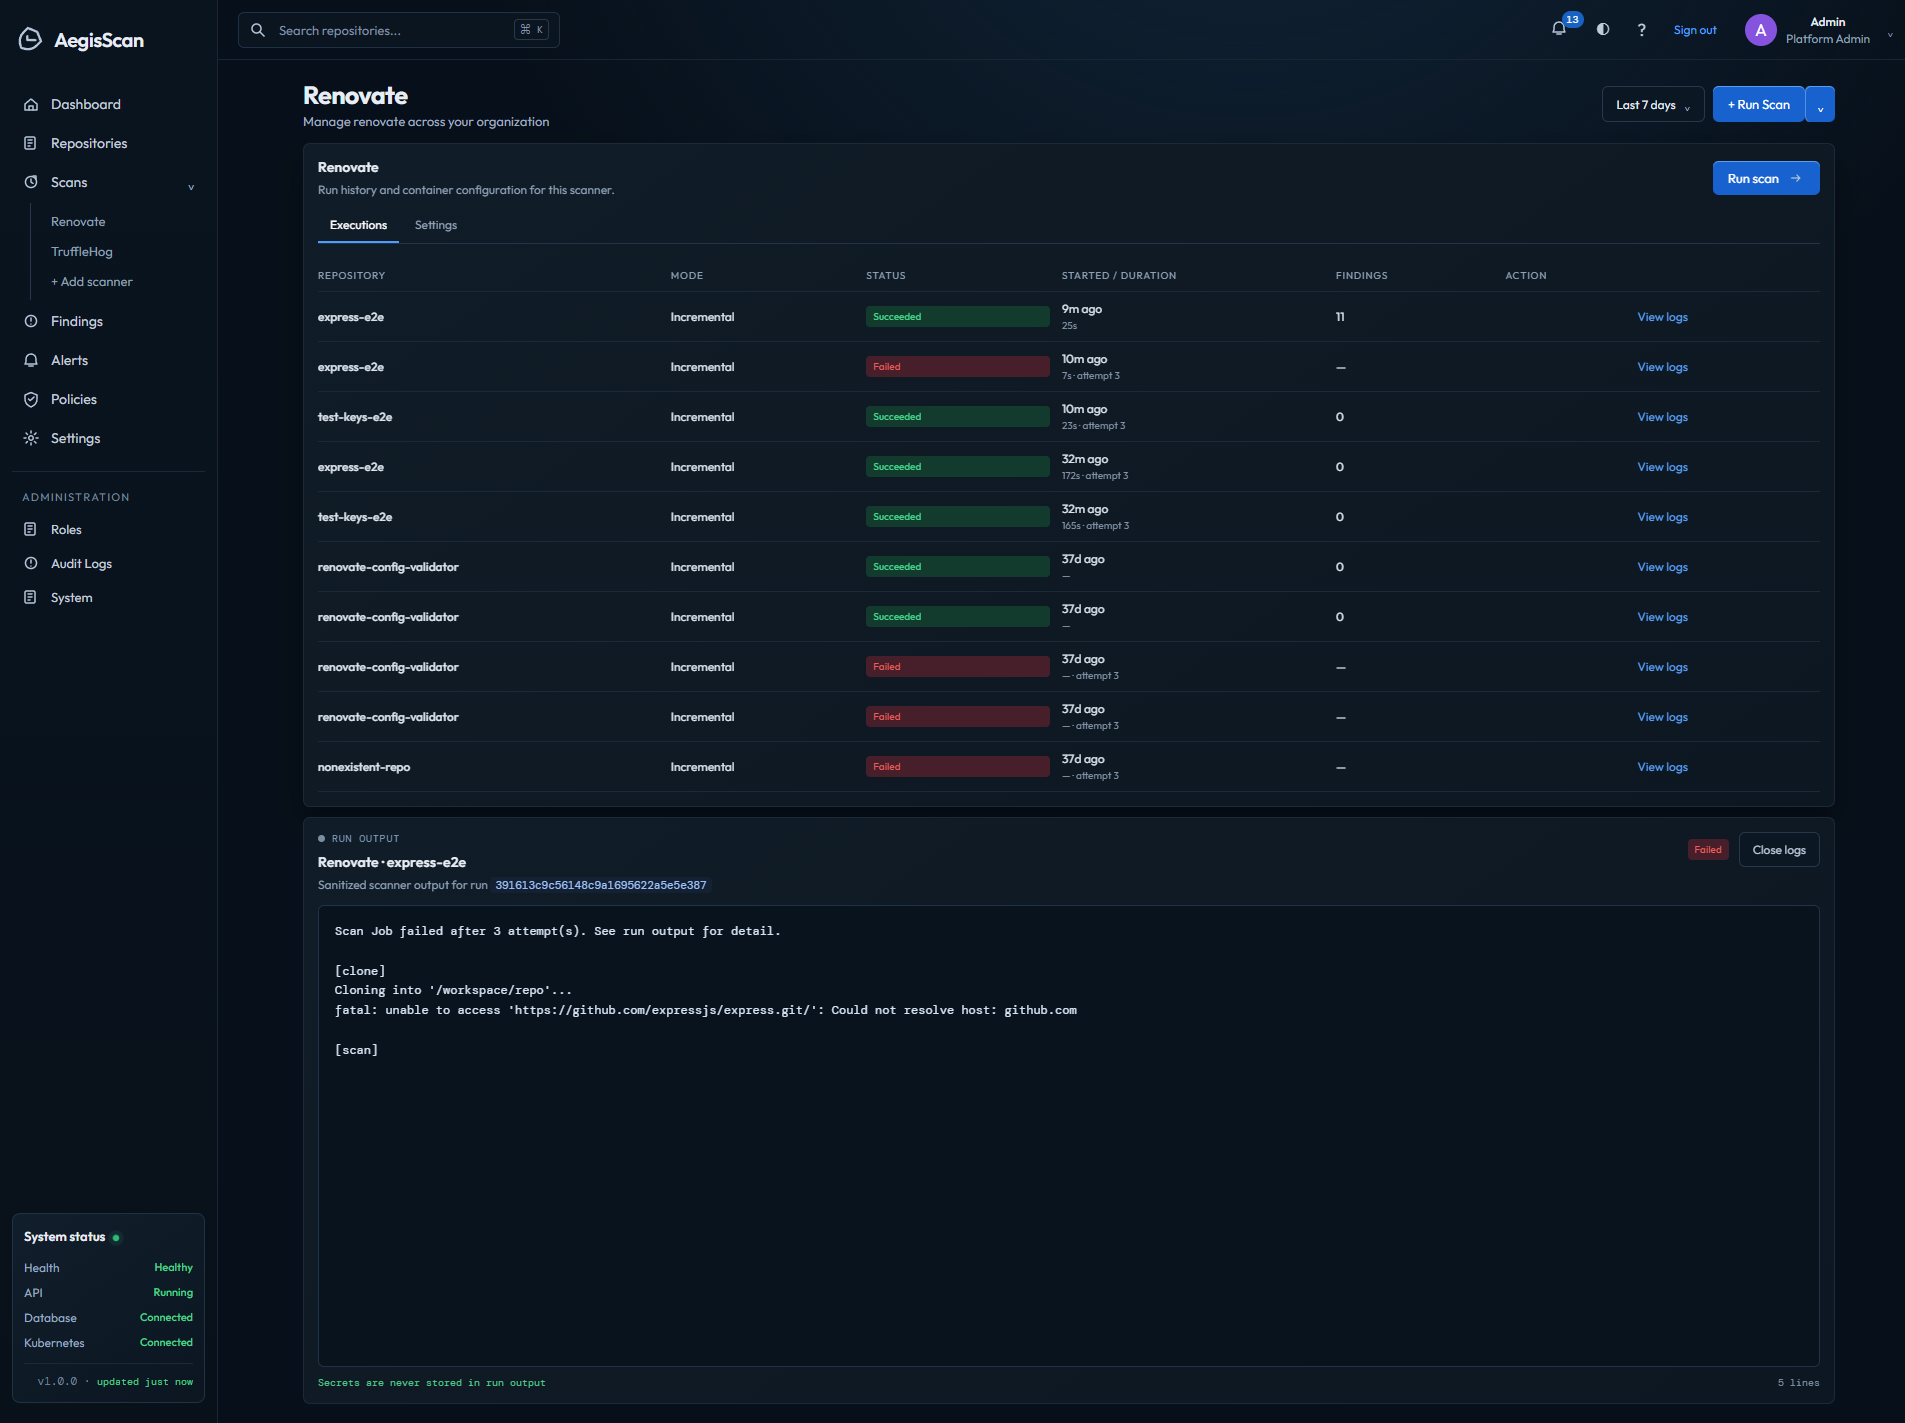 AegisScan
Search repositories...
⌘ K
13
?
Sign out
A
Admin
Platform Admin
Dashboard
Repositories
Scans
Renovate
TruffleHog
+ Add scanner
Findings
Alerts
Policies
Settings
ADMINISTRATION
Roles
Audit Logs
System
System status
Health Healthy
API Running
Database Connected
Kubernetes Connected
v1.0.0 · updated just now
Renovate
Manage renovate across your organization
Last 7 days
+ Run Scan
Renovate
Run history and container configuration for this scanner.
Run scan →
Executions Settings
REPOSITORY MODE STATUS STARTED / DURATION FINDINGS ACTION
express-e2e Incremental Succeeded 9m ago 11 View logs
25s
express-e2e Incremental Failed 10m ago — View logs
7s · attempt 3
test-keys-e2e Incremental Succeeded 10m ago 0 View logs
23s · attempt 3
express-e2e Incremental Succeeded 32m ago 0 View logs
172s · attempt 3
test-keys-e2e Incremental Succeeded 32m ago 0 View logs
165s · attempt 3
renovate-config-validator Incremental Succeeded 37d ago 0 View logs
—
renovate-config-validator Incremental Succeeded 37d ago 0 View logs
—
renovate-config-validator Incremental Failed 37d ago — View logs
— · attempt 3
renovate-config-validator Incremental Failed 37d ago — View logs
— · attempt 3
nonexistent-repo Incremental Failed 37d ago — View logs
— · attempt 3
RUN OUTPUT
Renovate · express-e2e
Sanitized scanner output for run 391613c9c56148c9a1695622a5e5e387
Failed
Close logs
Scan Job failed after 3 attempt(s). See run output for detail.
[clone]
Cloning into '/workspace/repo'...
fatal: unable to access 'https://github.com/expressjs/express.git/': Could not resolve host: github.com
[scan]
Secrets are never stored in run output
5 lines